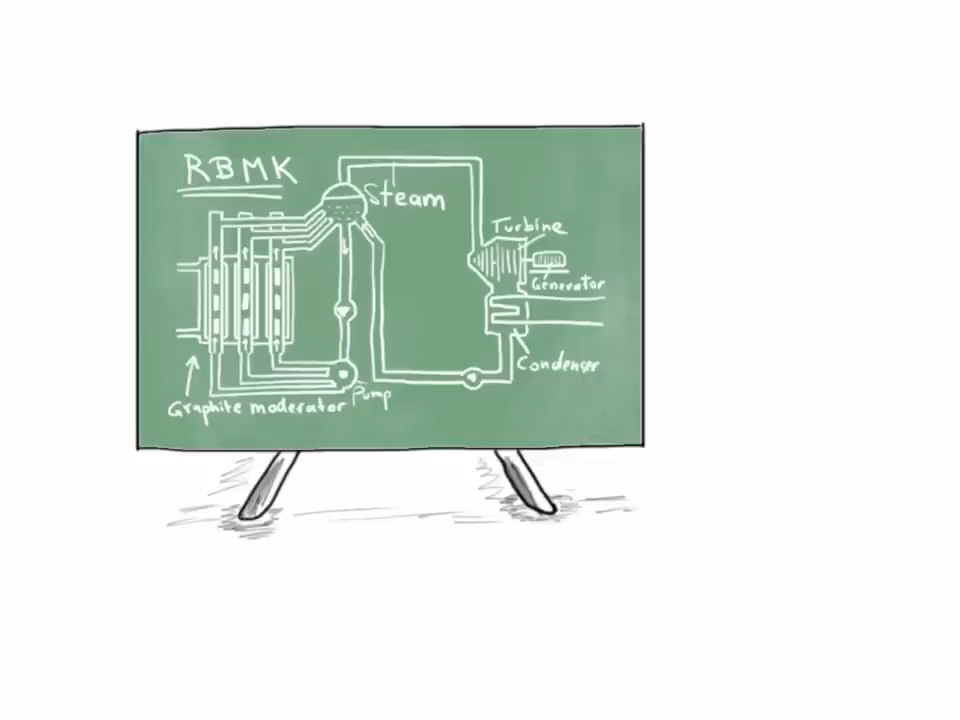 RBMK
Steam
Turbine
Generator
Condenser
Pump
Graphite moderator